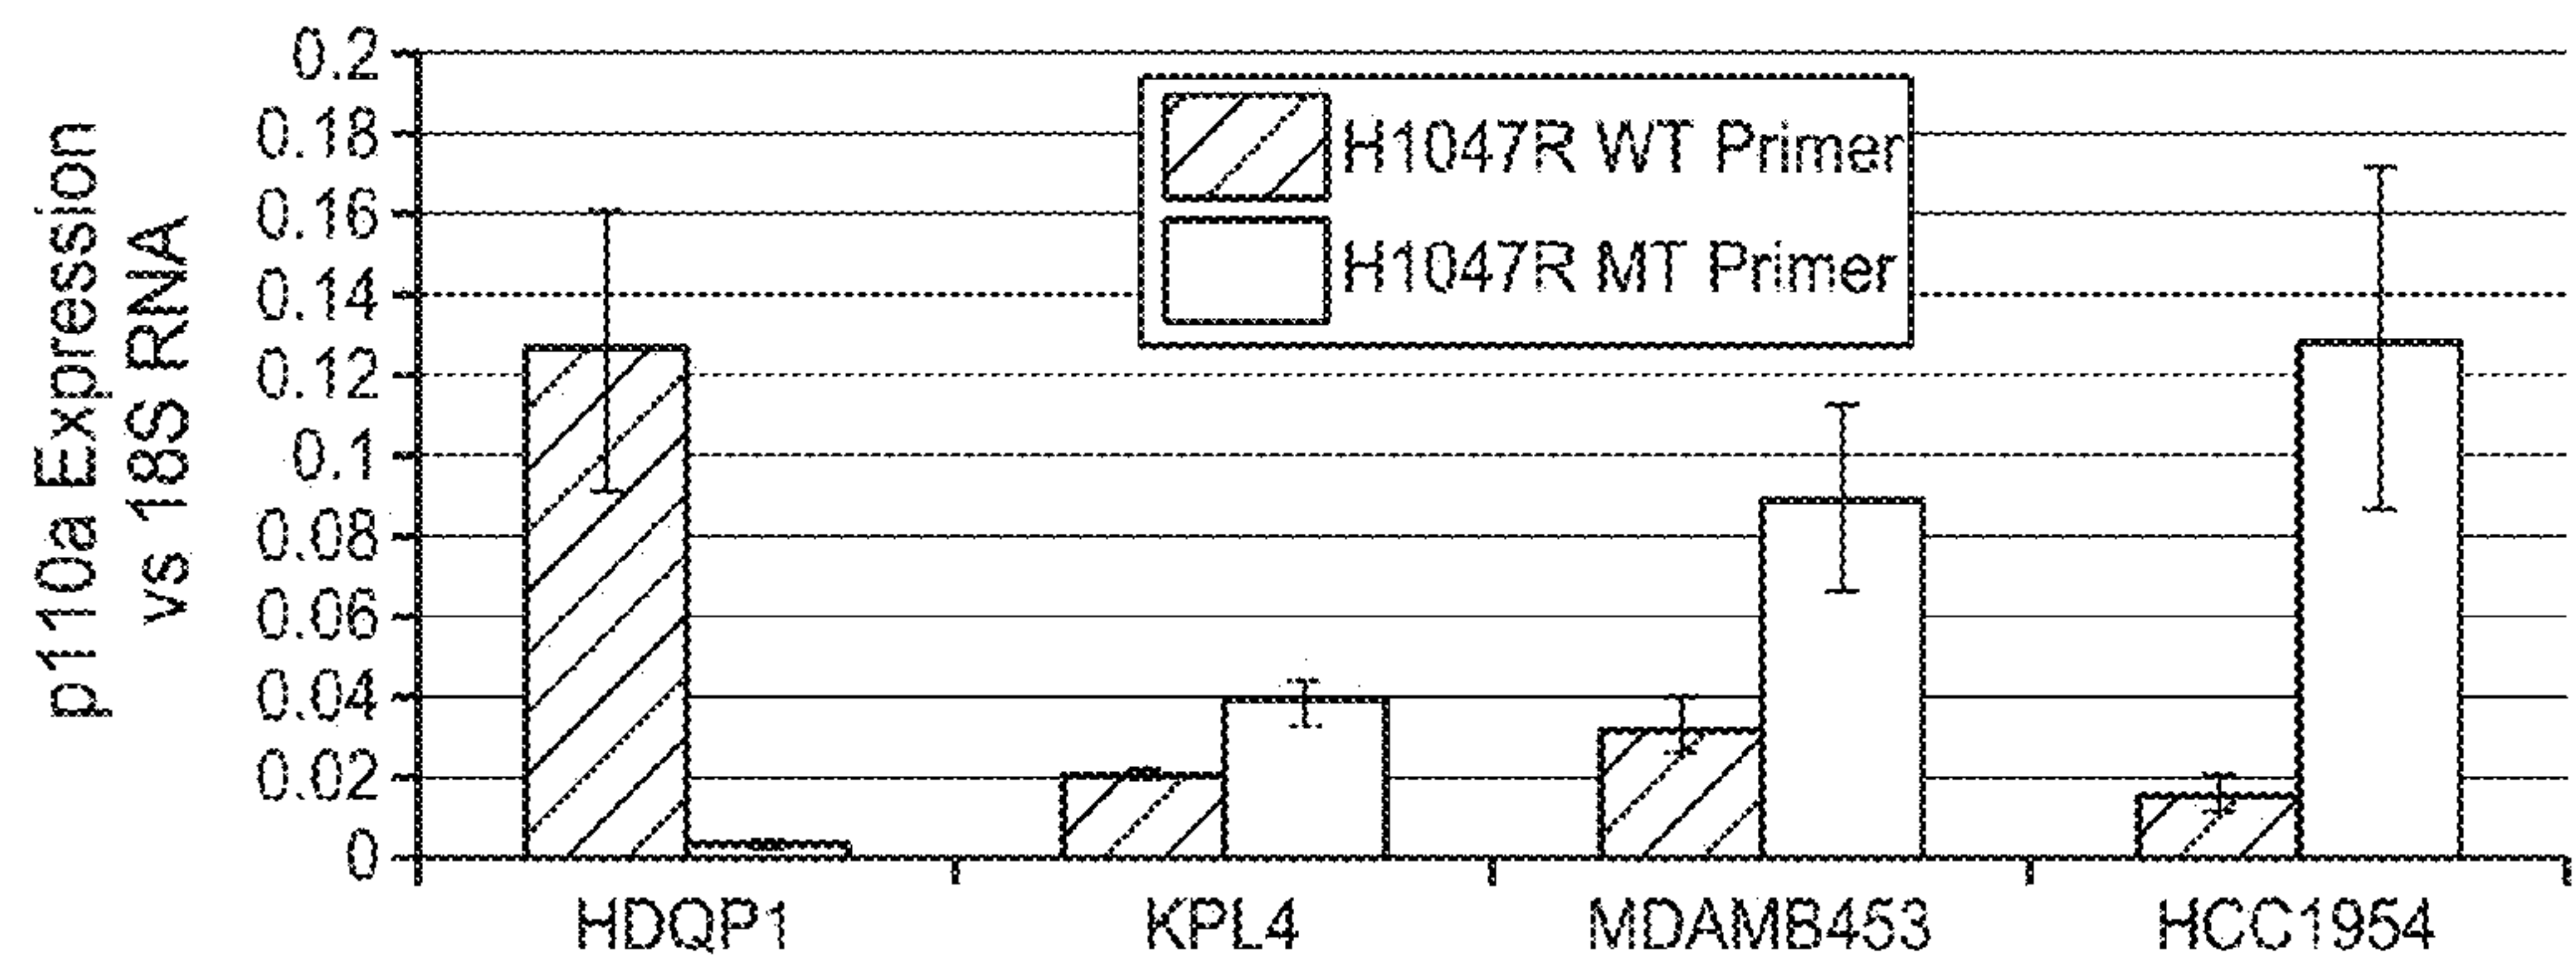 p110a Expression
vs 18S RNA
0.2
0.18
0.16
0.14
0.12
0.1
0.08
0.06
0.04
0.02
0
H1047R WT Primer
H1047R MT Primer
HDQP1
KPL4
MDAMB453
HCC1954